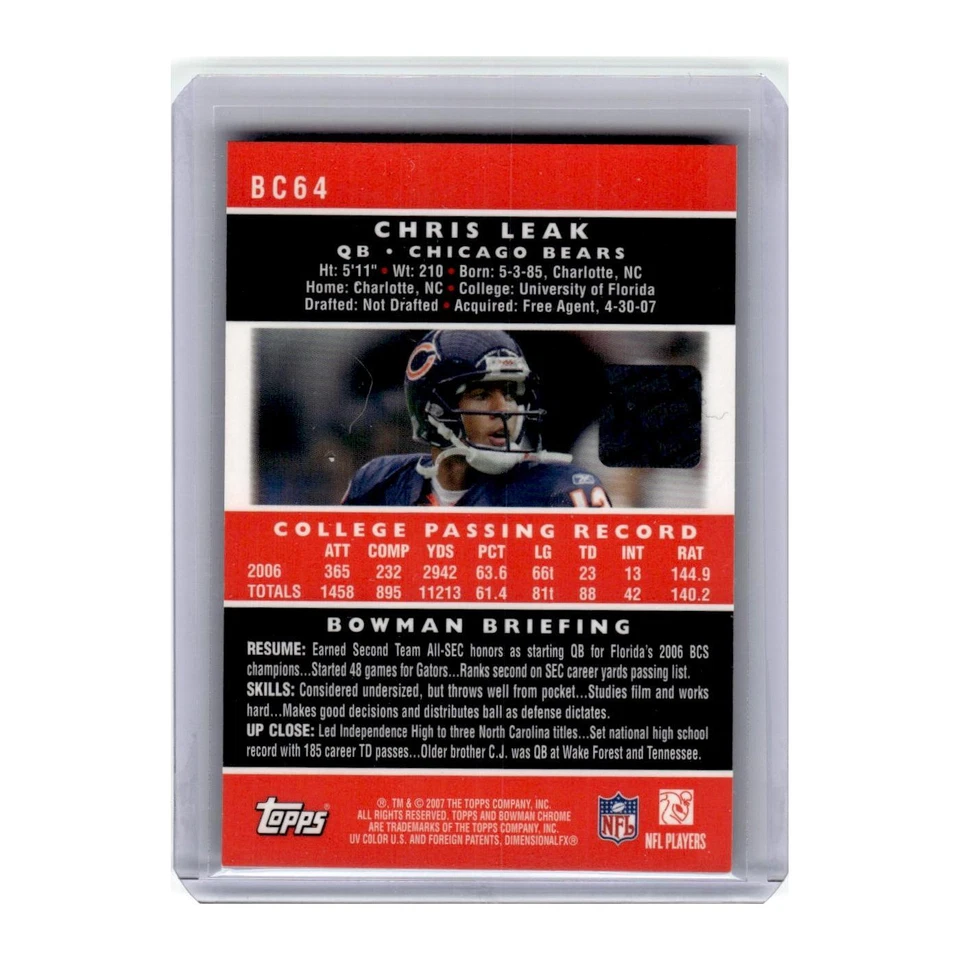 BC64
CHRIS LEAK
QB • CHICAGO BEARS
Ht: 5'11" • Wt: 210 • Born: 5-3-85, Charlotte, NC
Home: Charlotte, NC • College: University of Florida
Drafted: Not Drafted • Acquired: Free Agent, 4-30-07
COLLEGE PASSING RECORD
ATT COMP YDS PCT LG TD INT RAT
2006 365 232 2942 63.6 66t 23 13 144.9
TOTALS 1458 895 11213 61.4 81t 88 42 140.2
BOWMAN BRIEFING
RESUME: Earned Second Team All-SEC honors as starting QB for Florida's 2006 BCS
champions...Started 48 games for Gators...Ranks second on SEC career yards passing list.
SKILLS: Considered undersized, but throws well from pocket...Studies film and works
hard...Makes good decisions and distributes ball as defense dictates.
UP CLOSE: Led Independence High to three North Carolina titles...Set national high school
record with 185 career TD passes...Older brother C.J. was QB at Wake Forest and Tennessee.
topps
®, TM & © 2007 THE TOPPS COMPANY, INC.
ALL RIGHTS RESERVED. TOPPS AND BOWMAN CHROME
ARE TRADEMARKS OF THE TOPPS COMPANY, INC.
UV COLOR U.S. AND FOREIGN PATENTS, DIMENSIONALFX®
NFL
NFL PLAYERS